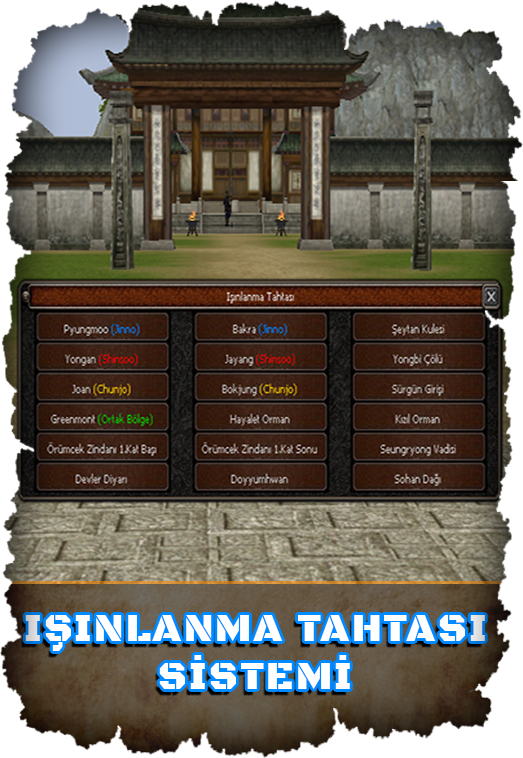 Işınlanma Tahtası
X
Pyungmoo (Jinno) Bakra (Jinno) Şeytan Kulesi
Yongan (Shinsoo) Jayang (Shinsoo) Yongbi Çölü
Joan (Chunjo) Bokjung (Chunjo) Sürgün Girişi
Greenmont (Ortak Bölge) Hayalet Orman Kızıl Orman
Örümcek Zindanı 1.Kat Başı Örümcek Zindanı 1.Kat Sonu Seungryong Vadisi
Devler Diyarı Doyyumhwan Sohan Dağı
IŞINLANMA TAHTASI
SİSTEMİ